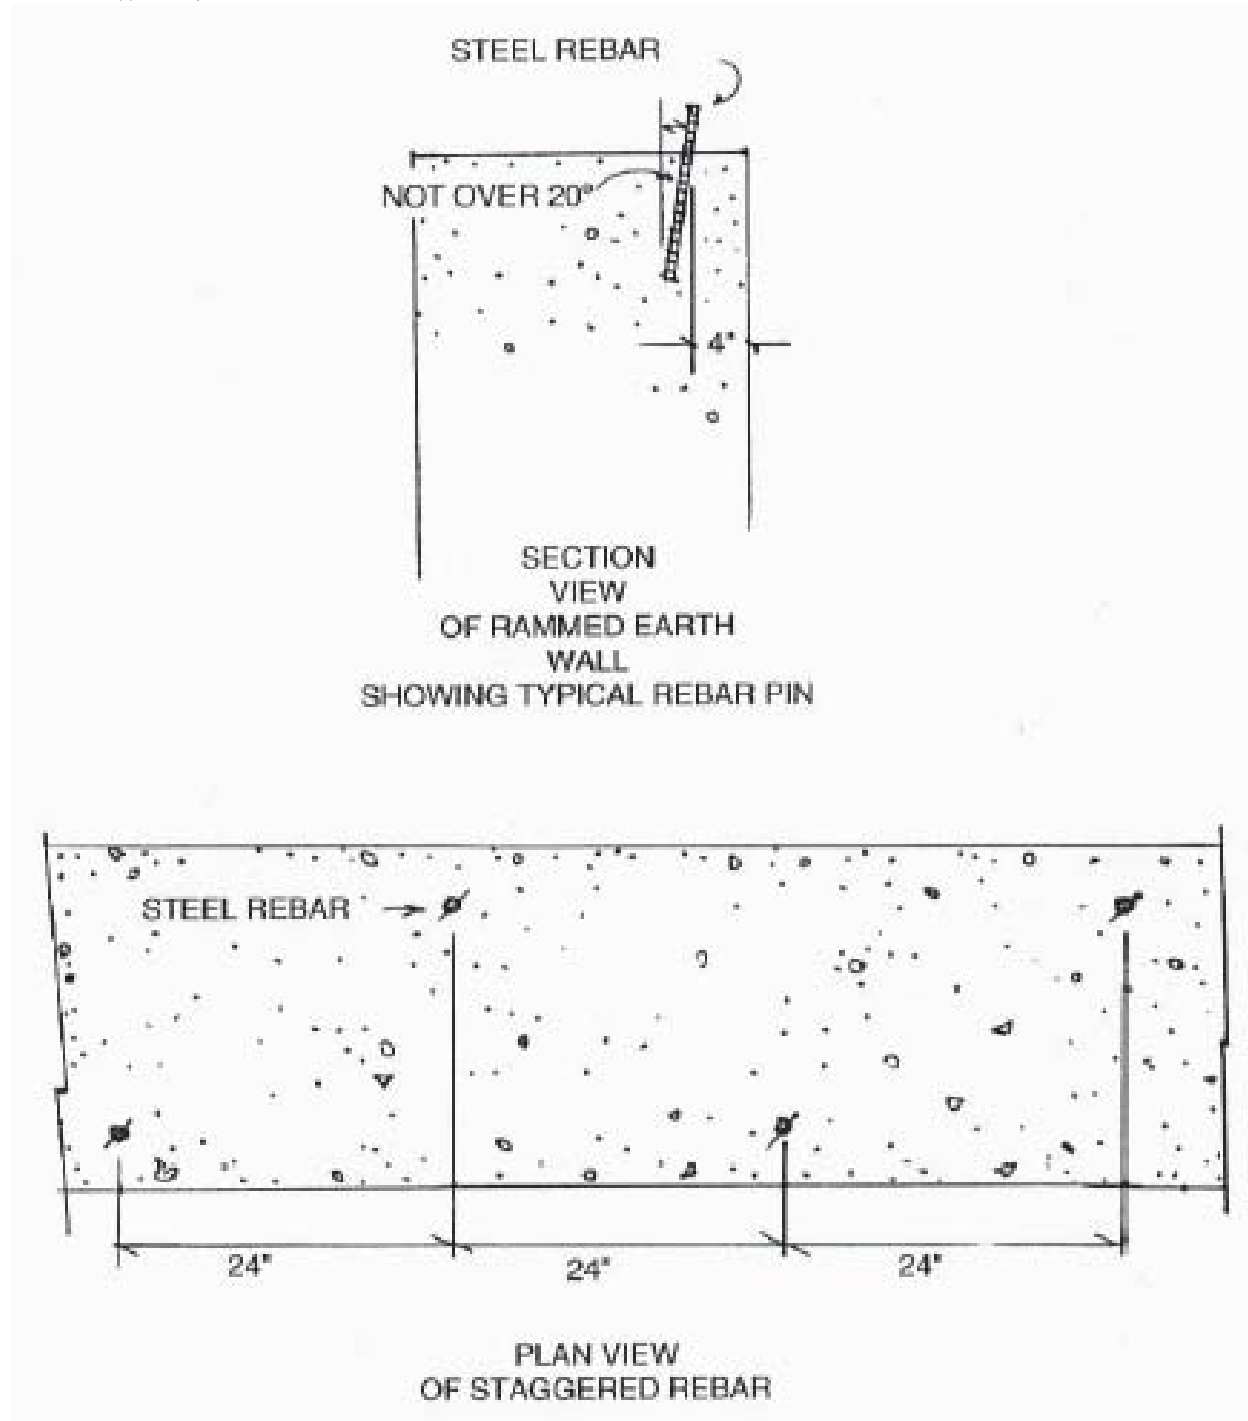 STEEL REBAR
NOT OVER 20°
4"
SECTION
VIEW
OF RAMMED EARTH
WALL
SHOWING TYPICAL REBAR PIN
STEEL REBAR
24"
24"
24"
PLAN VIEW
OF STAGGERED REBAR